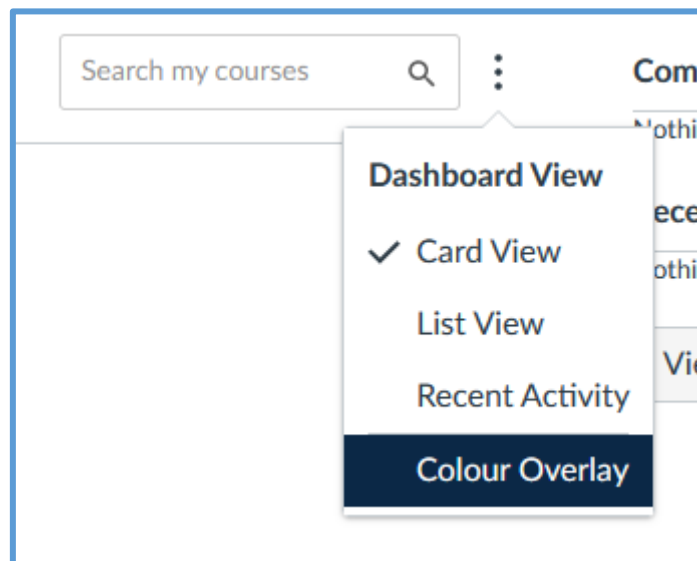 Search my courses
Dashboard View
Card View
List View
Recent Activity
Colour Overlay